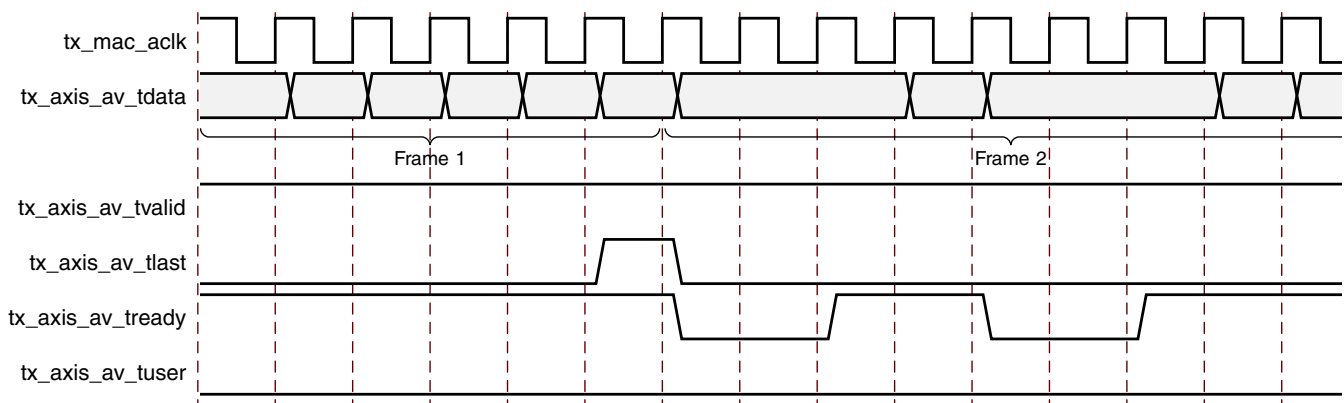 tx_mac_aclk
tx_axis_av_tdata
Frame 1
Frame 2
tx_axis_av_tvalid
tx_axis_av_tlast
tx_axis_av_tready
tx_axis_av_tuser